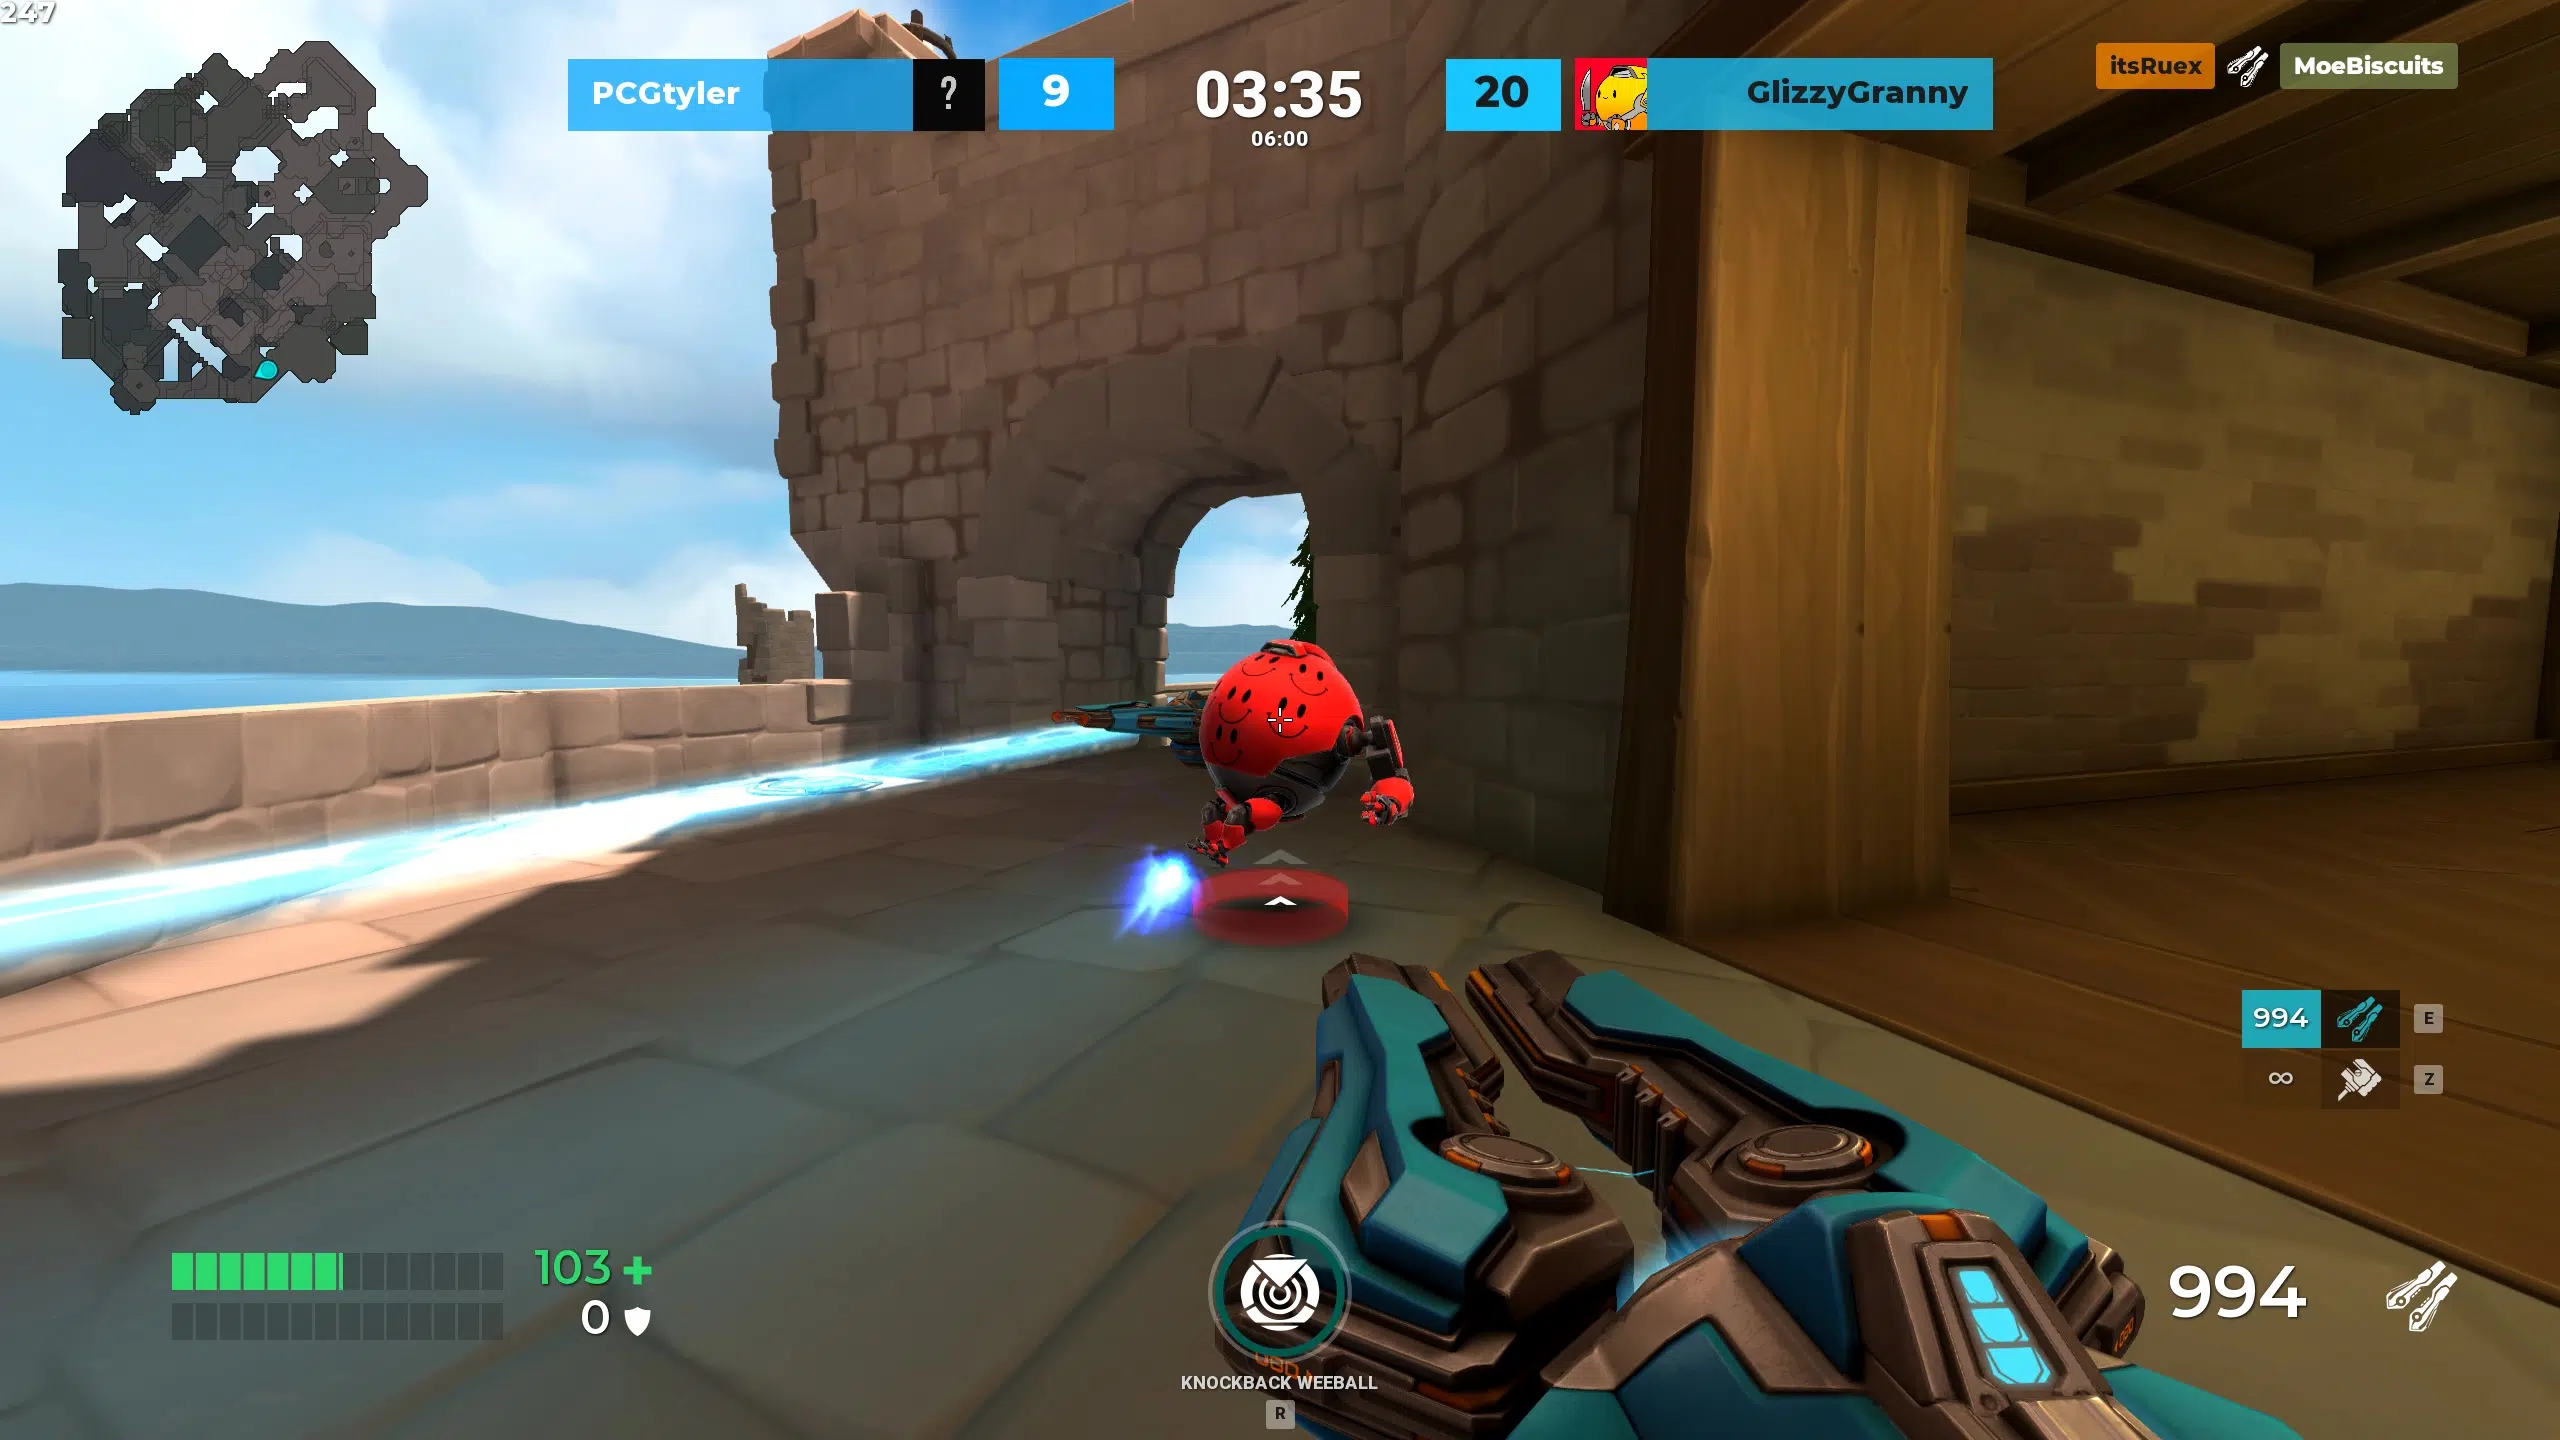 247
PCGtyler ? 9
03:35
06:00
20 GlizzyGranny
itsRuex MoeBiscuits
994 E
∞ Z
103 +
0
994
KNOCKBACK WEEBALL
R